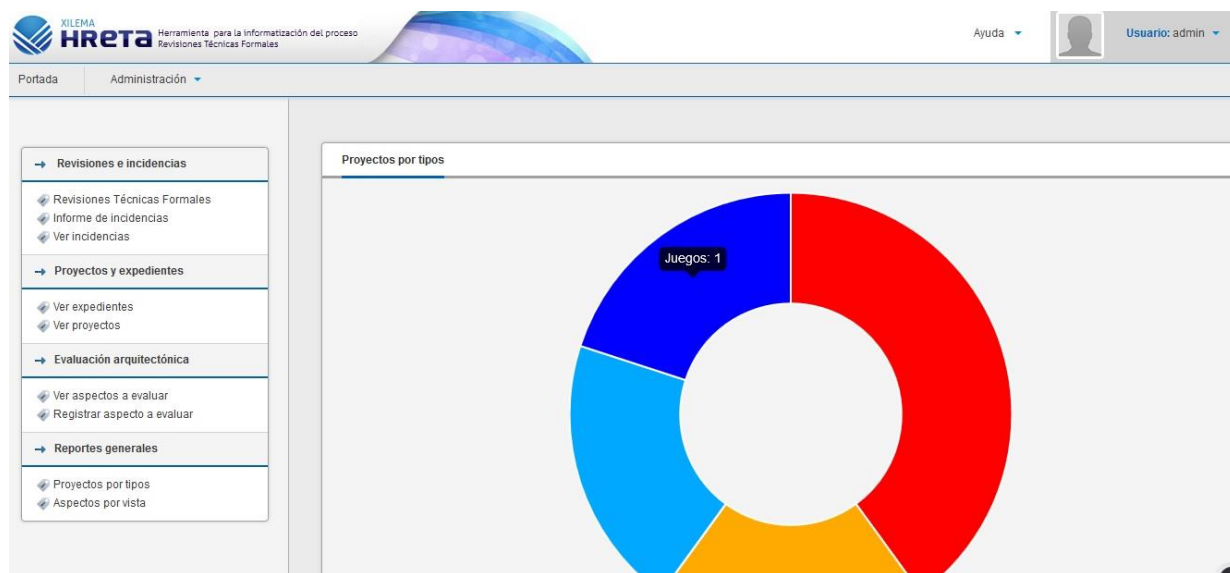 XILEMA
HRETA
Herramienta para la informatización del proceso
Revisiones Técnicas Formales
Ayuda
Usuario: admin
Portada
Administración
Revisiones e incidencias
Revisiones Técnicas Formales
Informe de incidencias
Ver incidencias
Proyectos y expedientes
Ver expedientes
Ver proyectos
Evaluación arquitectónica
Ver aspectos a evaluar
Registrar aspecto a evaluar
Reportes generales
Proyectos por tipos
Aspectos por vista
Proyectos por tipos
Juegos: 1